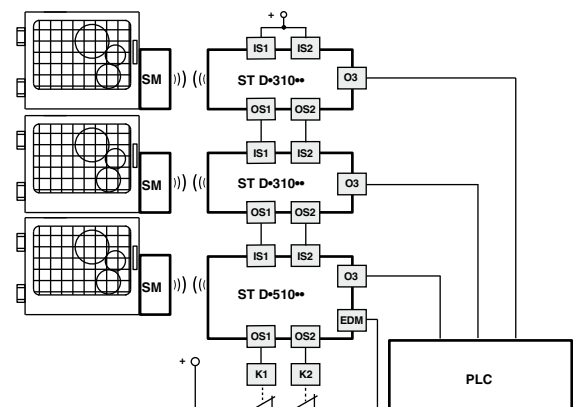 +
IS1 IS2
SM ST D•310•• O3
OS1 OS2
IS1 IS2
SM ST D•310•• O3
OS1 OS2
IS1 IS2
SM ST D•510•• O3
EDM
OS1 OS2
+
K1 K2
PLC